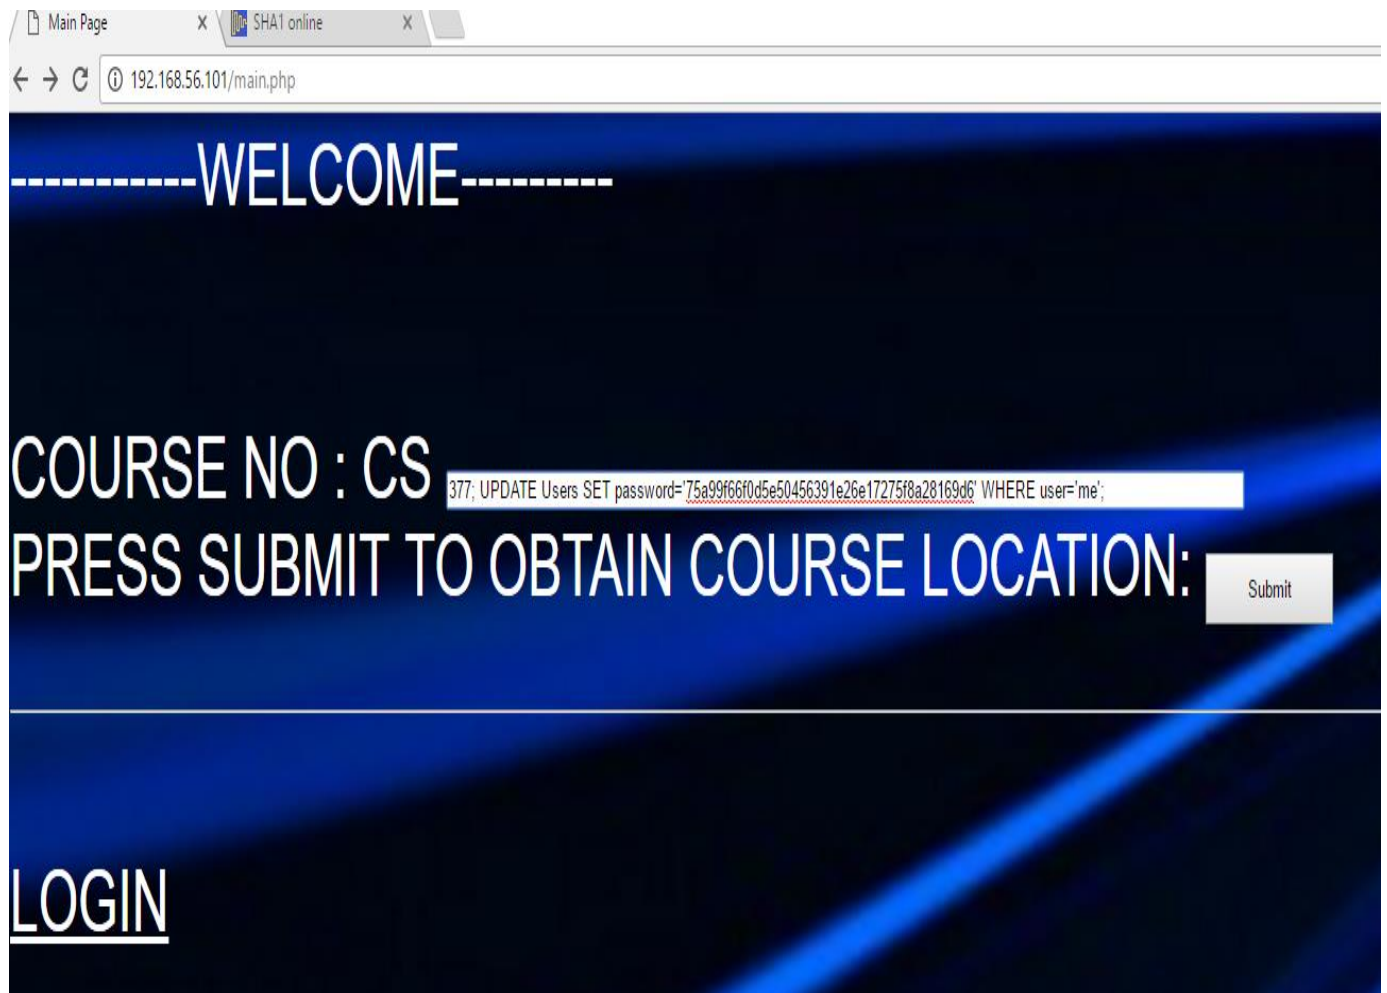 Main Page
SHA1 online
192.168.56.101/main.php
-----------WELCOME---------
COURSE NO : CS 377; UPDATE Users SET password='75a99f66f0d5e50456391e26e17275f8a28169d6' WHERE user='me';
PRESS SUBMIT TO OBTAIN COURSE LOCATION: Submit
LOGIN